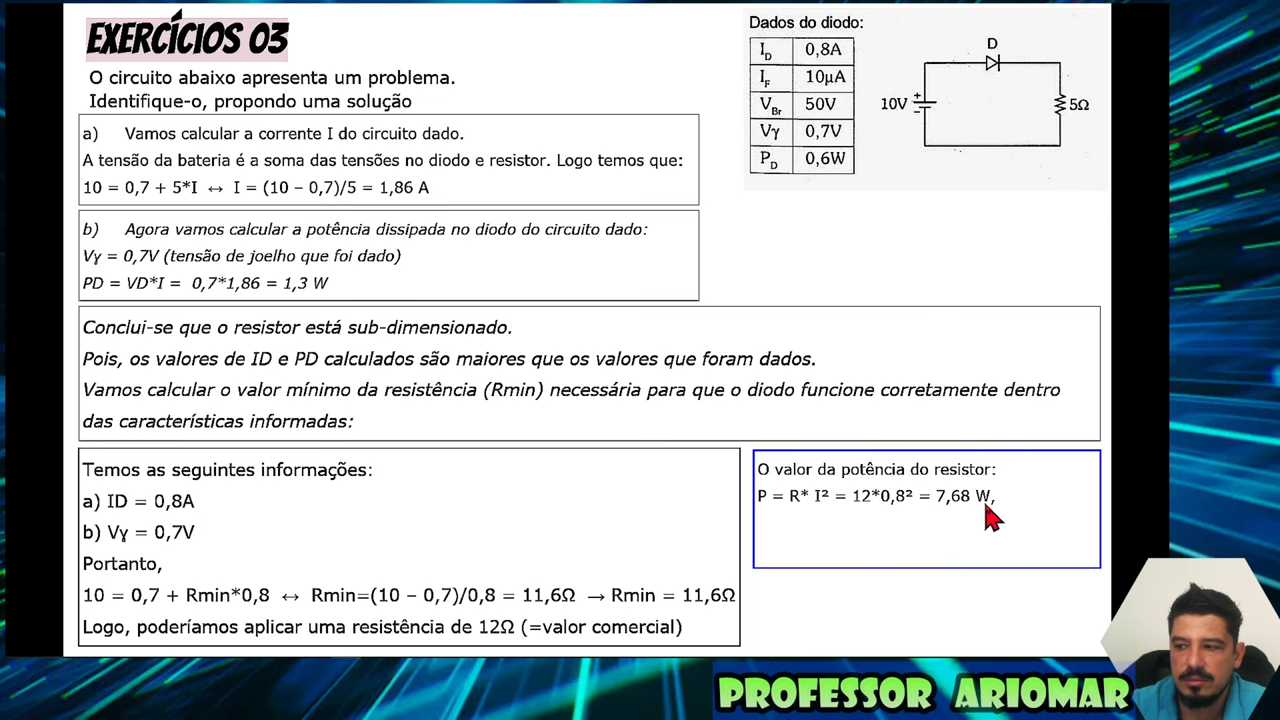 EXERCÍCIOS 03
O circuito abaixo apresenta um problema.
Identifique-o, propondo uma solução
a) Vamos calcular a corrente I do circuito dado.
A tensão da bateria é a soma das tensões no diodo e resistor. Logo temos que:
10 = 0,7 + 5*I ↔ I = (10 – 0,7)/5 = 1,86 A
b) Agora vamos calcular a potência dissipada no diodo do circuito dado:
Vɣ = 0,7V (tensão de joelho que foi dado)
PD = VD*I = 0,7*1,86 = 1,3 W
Conclui-se que o resistor está sub-dimensionado.
Pois, os valores de ID e PD calculados são maiores que os valores que foram dados.
Vamos calcular o valor mínimo da resistência (Rmin) necessária para que o diodo funcione corretamente dentro
das características informadas:
Temos as seguintes informações:
a) ID = 0,8A
b) Vɣ = 0,7V
Portanto,
10 = 0,7 + Rmin*0,8 ↔ Rmin=(10 – 0,7)/0,8 = 11,6Ω → Rmin = 11,6Ω
Logo, poderíamos aplicar uma resistência de 12Ω (=valor comercial)
O valor da potência do resistor:
P = R* I² = 12*0,8² = 7,68 W,
Dados do diodo:
I_D 0,8A
I_F 10μA
V_Br 50V
Vγ 0,7V
P_D 0,6W
D
10V
+
–
5Ω
PROFESSOR ARIOMAR